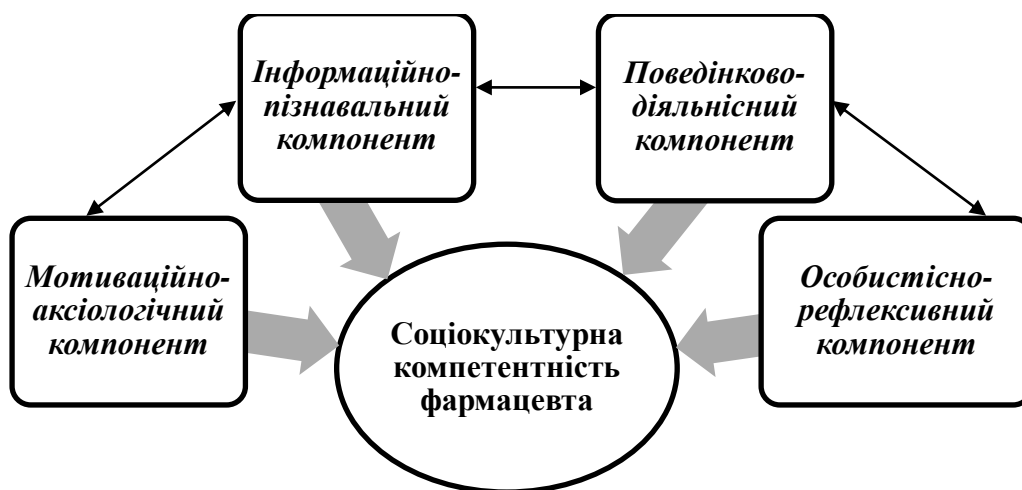 Інформаційно-
пізнавальний
компонент
Поведінково-
діяльнісний
компонент
Мотиваційно-
аксіологічний
компонент
Особистісно-
рефлексивний
компонент
Соціокультурна
компетентність
фармацевта